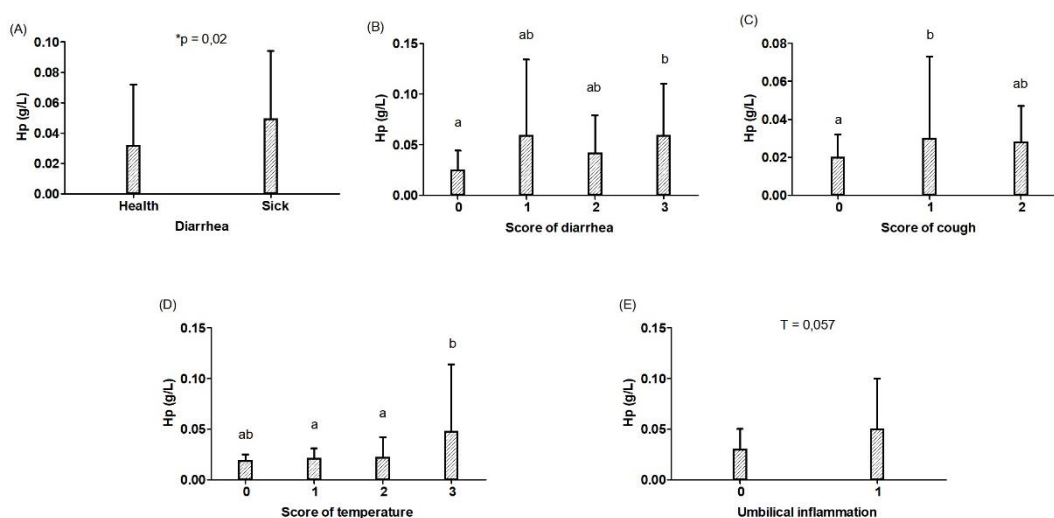 (A)
*p = 0,02
Hp (g/L)
0.10
0.08
0.06
0.04
0.02
0.00
Health Sick
Diarrhea
(B)
Hp (g/L)
0.15
0.10
0.05
0.00
a ab ab b
0 1 2 3
Score of diarrhea
(C)
Hp (g/L)
0.08
0.06
0.04
0.02
0.00
a b ab
0 1 2
Score of cough
(D)
Hp (g/L)
0.15
0.10
0.05
0.00
ab a a b
0 1 2 3
Score of temperature
(E)
T = 0,057
Hp (g/L)
0.15
0.10
0.05
0.00
0 1
Umbilical inflammation